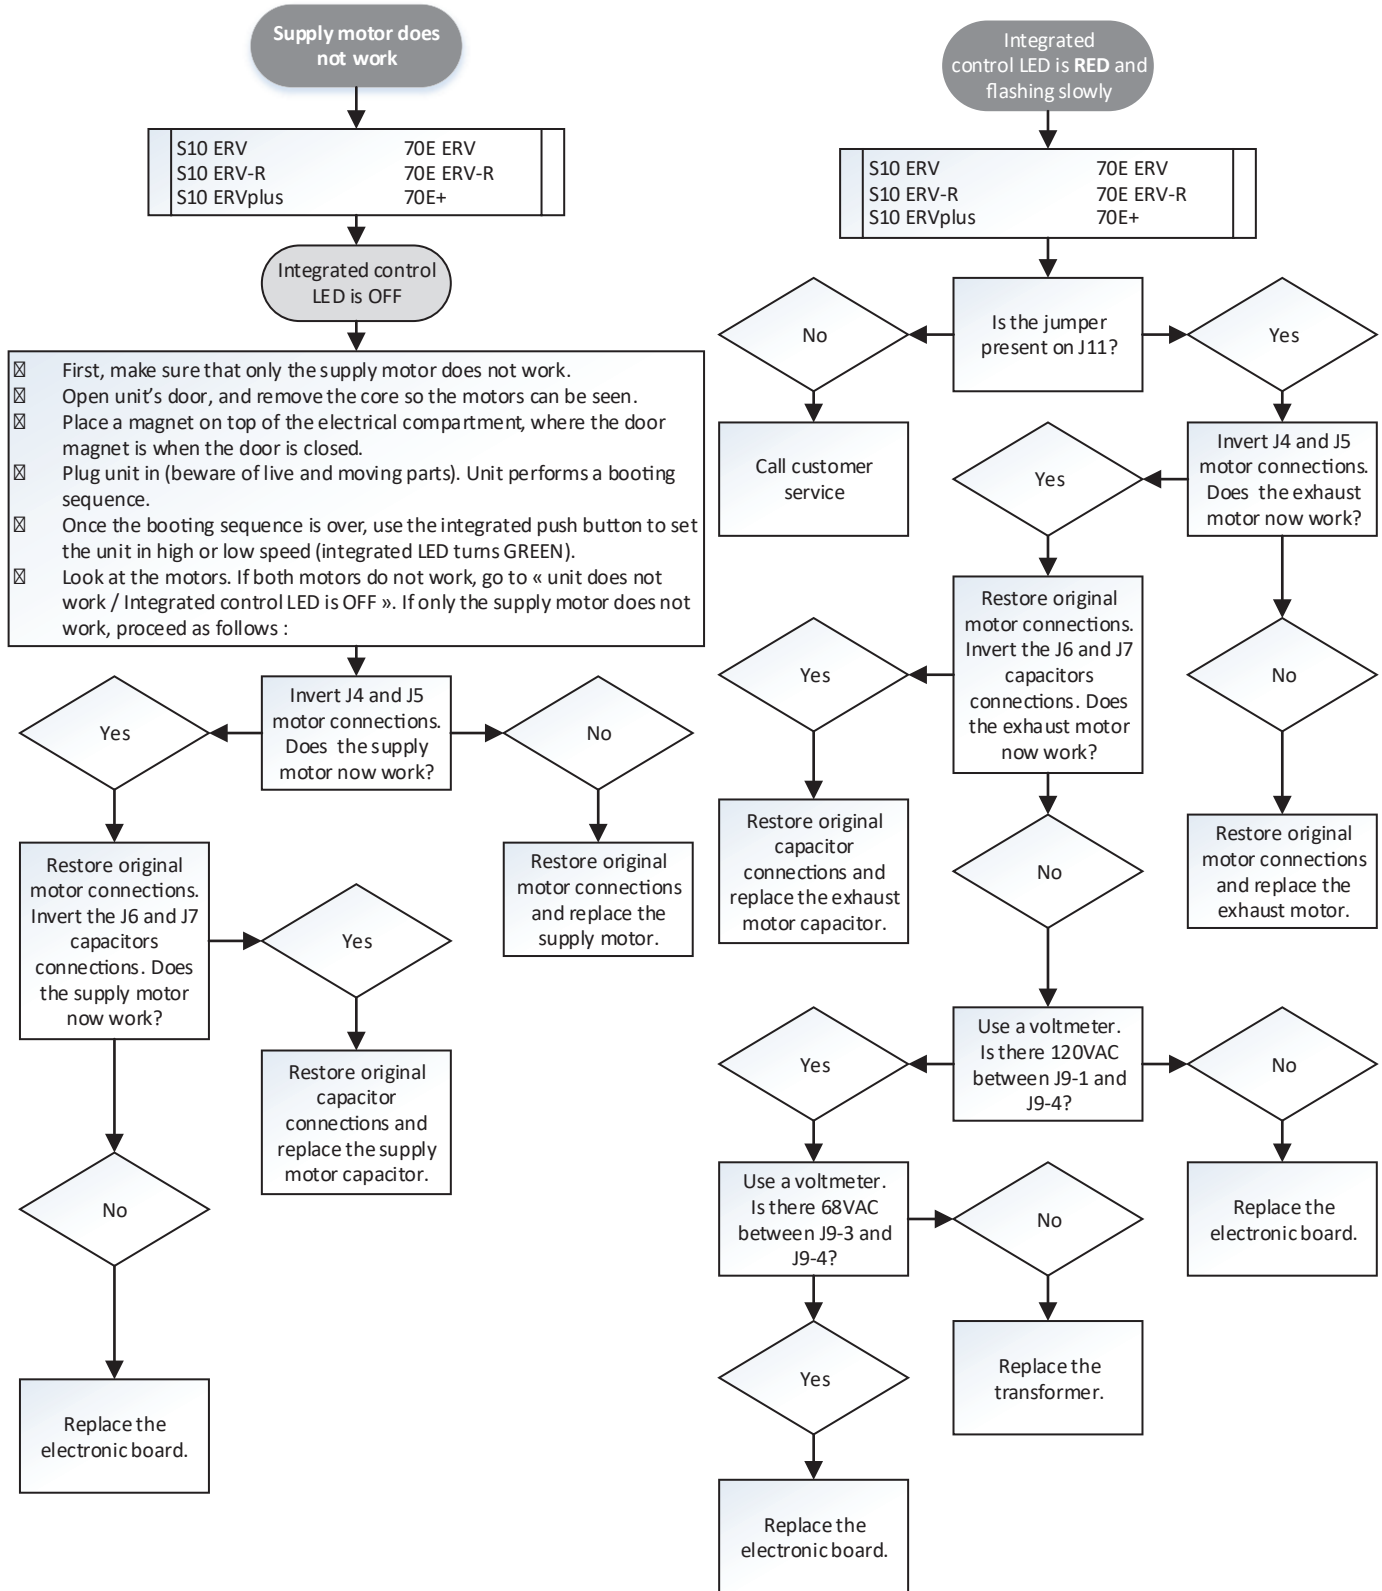 Supply motor does
not work
S10 ERV 70E ERV
S10 ERV-R 70E ERV-R
S10 ERVplus 70E+
Integrated control
LED is OFF
☒ First, make sure that only the supply motor does not work.
☒ Open unit's door, and remove the core so the motors can be seen.
☒ Place a magnet on top of the electrical compartment, where the door
magnet is when the door is closed.
☒ Plug unit in (beware of live and moving parts). Unit performs a booting
sequence.
☒ Once the booting sequence is over, use the integrated push button to set
the unit in high or low speed (integrated LED turns GREEN).
☒ Look at the motors. If both motors do not work, go to « unit does not
work / Integrated control LED is OFF ». If only the supply motor does not
work, proceed as follows :
Yes
Invert J4 and J5
motor connections.
Does the supply
motor now work?
No
Restore original
motor connections.
Invert the J6 and J7
capacitors
connections. Does
the supply motor
now work?
Yes
Restore original
motor connections
and replace the
supply motor.
Restore original
capacitor
connections and
replace the supply
motor capacitor.
No
Replace the
electronic board.
Integrated
control LED is RED and
flashing slowly
S10 ERV 70E ERV
S10 ERV-R 70E ERV-R
S10 ERVplus 70E+
No
Is the jumper
present on J11?
Yes
Call customer
service
Yes
Invert J4 and J5
motor connections.
Does the exhaust
motor now work?
Yes
Restore original
motor connections.
Invert the J6 and J7
capacitors
connections. Does
the exhaust motor
now work?
No
Restore original
capacitor
connections and
replace the exhaust
motor capacitor.
No
Restore original
motor connections
and replace the
exhaust motor.
Yes
Use a voltmeter.
Is there 120VAC
between J9-1 and
J9-4?
No
Use a voltmeter.
Is there 68VAC
between J9-3 and
J9-4?
No
Replace the
electronic board.
Yes
Replace the
transformer.
Replace the
electronic board.